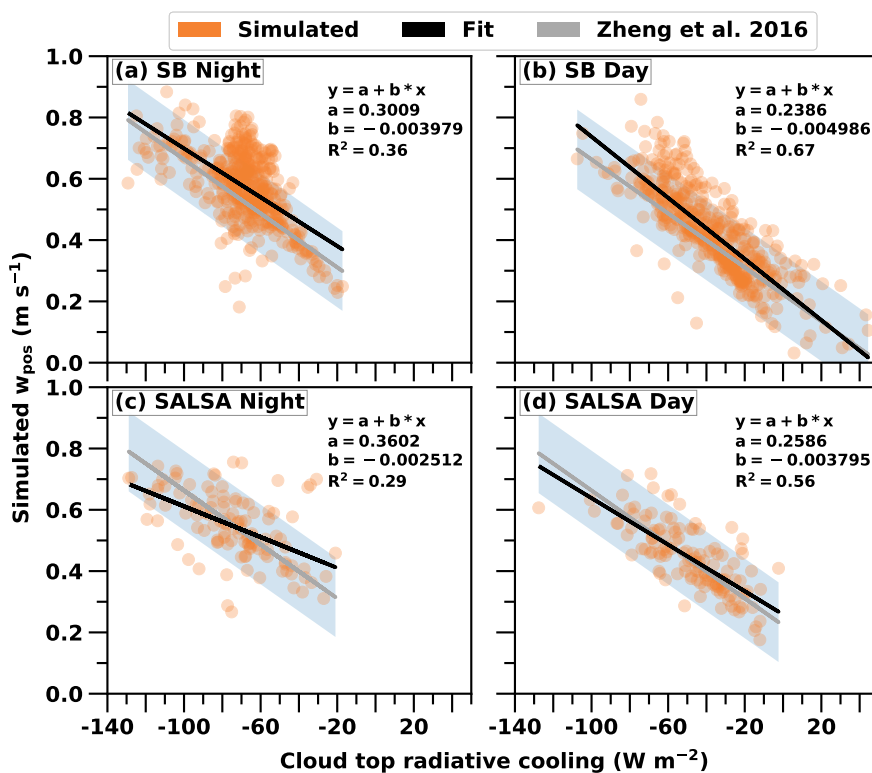 Simulated Fit Zheng et al. 2016
(a) SB Night
y = a + b * x
a = 0.3009
b = −0.003979
R² = 0.36
(b) SB Day
y = a + b * x
a = 0.2386
b = −0.004986
R² = 0.67
1.0
0.8
0.6
0.4
0.2
0.0
(c) SALSA Night
y = a + b * x
a = 0.3602
b = −0.002512
R² = 0.29
(d) SALSA Day
y = a + b * x
a = 0.2586
b = −0.003795
R² = 0.56
1.0
0.8
0.6
0.4
0.2
0.0
-140 -100 -60 -20 20 -140 -100 -60 -20 20
Simulated wpos (m s⁻¹)
Cloud top radiative cooling (W m⁻²)